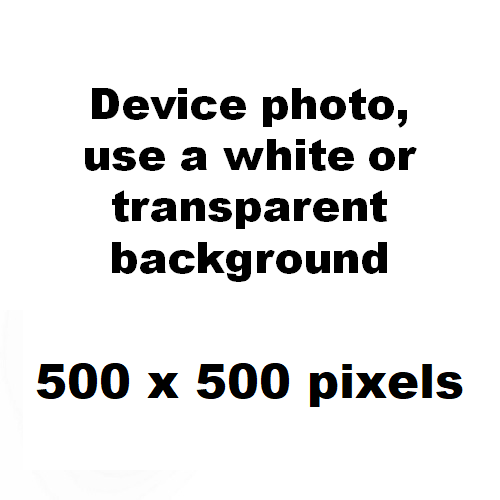 Device photo,
use a white or
transparent
background
500 x 500 pixels